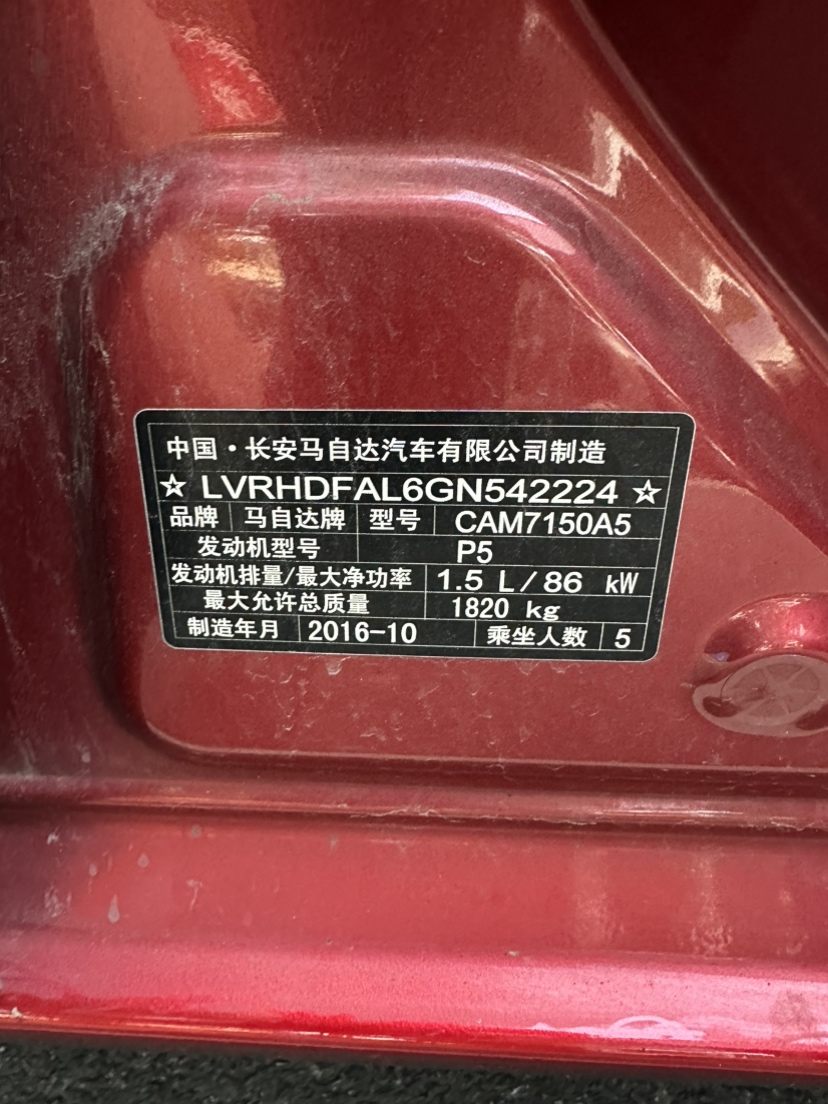 中国·长安马自达汽车有限公司制造
☆ LVRHDFAL6GN542224 ☆
品牌 马自达牌 型号 CAM7150A5
发动机型号 P5
发动机排量/最大净功率 1.5 L/86 kW
最大允许总质量 1820 kg
制造年月 2016-10 乘坐人数 5